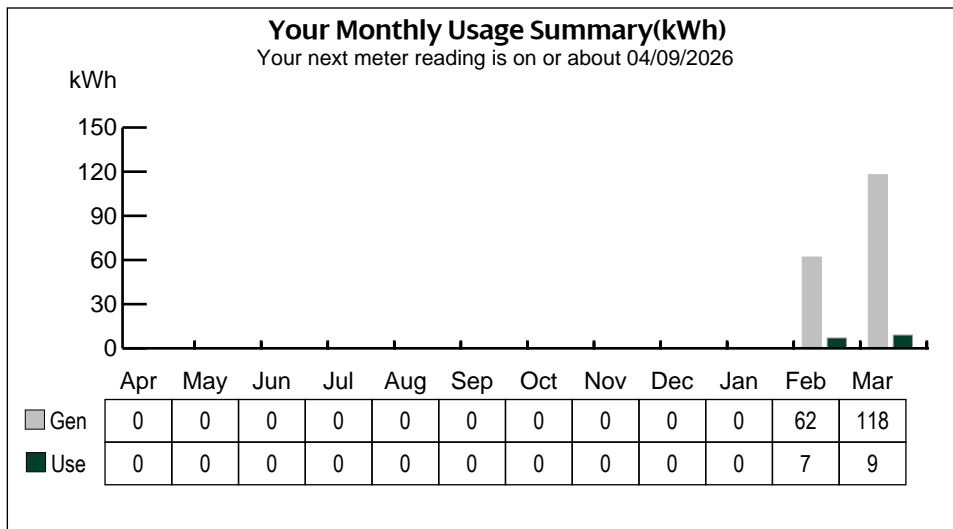 Your Monthly Usage Summary(kWh)
Your next meter reading is on or about 04/09/2026
kWh
150
120
90
60
30
0
Apr May Jun Jul Aug Sep Oct Nov Dec Jan Feb Mar
Gen 0 0 0 0 0 0 0 0 0 0 62 118
Use 0 0 0 0 0 0 0 0 0 0 7 9